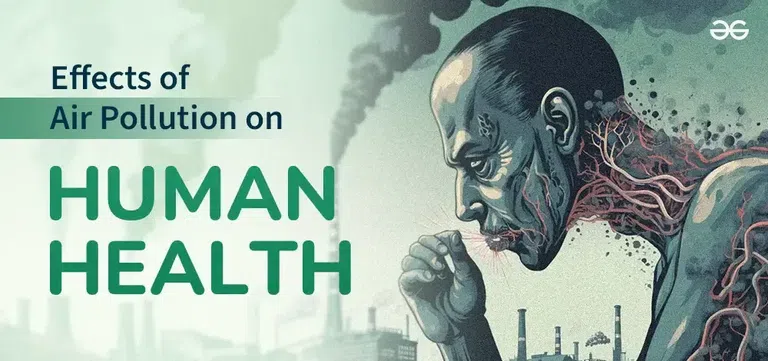 Effects of
Air Pollution on
HUMAN
HEALTH